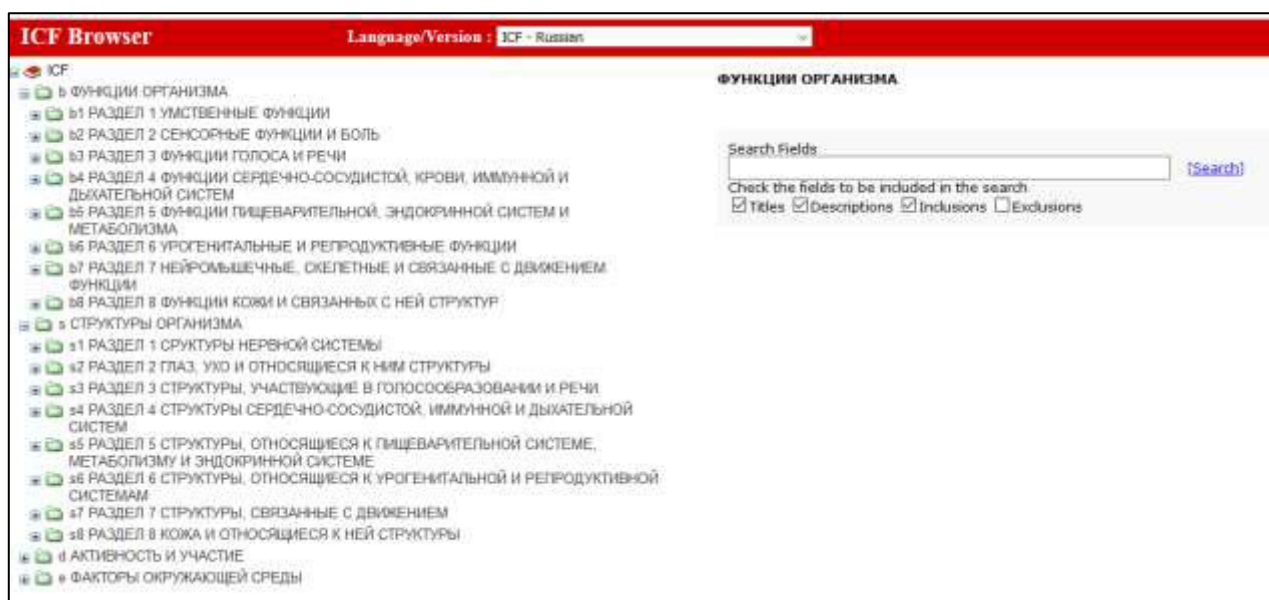 ICF Browser
Language/Version : ICF - Russian
ICF
b ФУНКЦИИ ОРГАНИЗМА
b1 РАЗДЕЛ 1 УМСТВЕННЫЕ ФУНКЦИИ
b2 РАЗДЕЛ 2 СЕНСОРНЫЕ ФУНКЦИИ И БОЛЬ
b3 РАЗДЕЛ 3 ФУНКЦИИ ГОЛОСА И РЕЧИ
b4 РАЗДЕЛ 4 ФУНКЦИИ СЕРДЕЧНО-СОСУДИСТОЙ, КРОВИ, ИММУННОЙ И
ДЫХАТЕЛЬНОЙ СИСТЕМ
b5 РАЗДЕЛ 5 ФУНКЦИИ ПИЩЕВАРИТЕЛЬНОЙ, ЭНДОКРИННОЙ СИСТЕМ И
МЕТАБОЛИЗМА
b6 РАЗДЕЛ 6 УРОГЕНИТАЛЬНЫЕ И РЕПРОДУКТИВНЫЕ ФУНКЦИИ
b7 РАЗДЕЛ 7 НЕЙРОМЫШЕЧНЫЕ, СКЕЛЕТНЫЕ И СВЯЗАННЫЕ С ДВИЖЕНИЕМ
ФУНКЦИИ
b8 РАЗДЕЛ 8 ФУНКЦИИ КОЖИ И СВЯЗАННЫХ С НЕЙ СТРУКТУР
s СТРУКТУРЫ ОРГАНИЗМА
s1 РАЗДЕЛ 1 СРУКТУРЫ НЕРВНОЙ СИСТЕМЫ
s2 РАЗДЕЛ 2 ГЛАЗ, УХО И ОТНОСЯЩИЕСЯ К НИМ СТРУКТУРЫ
s3 РАЗДЕЛ 3 СТРУКТУРЫ, УЧАСТВУЮЩИЕ В ГОЛОСООБРАЗОВАНИИ И РЕЧИ
s4 РАЗДЕЛ 4 СТРУКТУРЫ СЕРДЕЧНО-СОСУДИСТОЙ, ИММУННОЙ И ДЫХАТЕЛЬНОЙ
СИСТЕМ
s5 РАЗДЕЛ 5 СТРУКТУРЫ, ОТНОСЯЩИЕСЯ К ПИЩЕВАРИТЕЛЬНОЙ СИСТЕМЕ,
МЕТАБОЛИЗМУ И ЭНДОКРИННОЙ СИСТЕМЕ
s6 РАЗДЕЛ 6 СТРУКТУРЫ, ОТНОСЯЩИЕСЯ К УРОГЕНИТАЛЬНОЙ И РЕПРОДУКТИВНОЙ
СИСТЕМАМ
s7 РАЗДЕЛ 7 СТРУКТУРЫ, СВЯЗАННЫЕ С ДВИЖЕНИЕМ
s8 РАЗДЕЛ 8 КОЖА И ОТНОСЯЩИЕСЯ К НЕЙ СТРУКТУРЫ
d АКТИВНОСТЬ И УЧАСТИЕ
e ФАКТОРЫ ОКРУЖАЮЩЕЙ СРЕДЫ
ФУНКЦИИ ОРГАНИЗМА
Search Fields
[Search]
Check the fields to be included in the search
Titles Descriptions Inclusions Exclusions